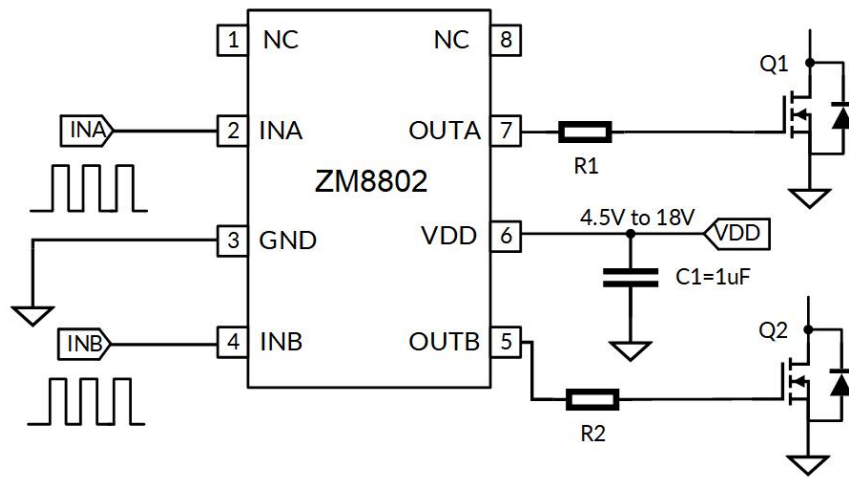 1 NC NC 8
Q1
INA 2 INA OUTA 7
R1
ZM8802
4.5V to 18V
3 GND VDD 6 VDD
C1=1uF
Q2
INB 4 INB OUTB 5
R2